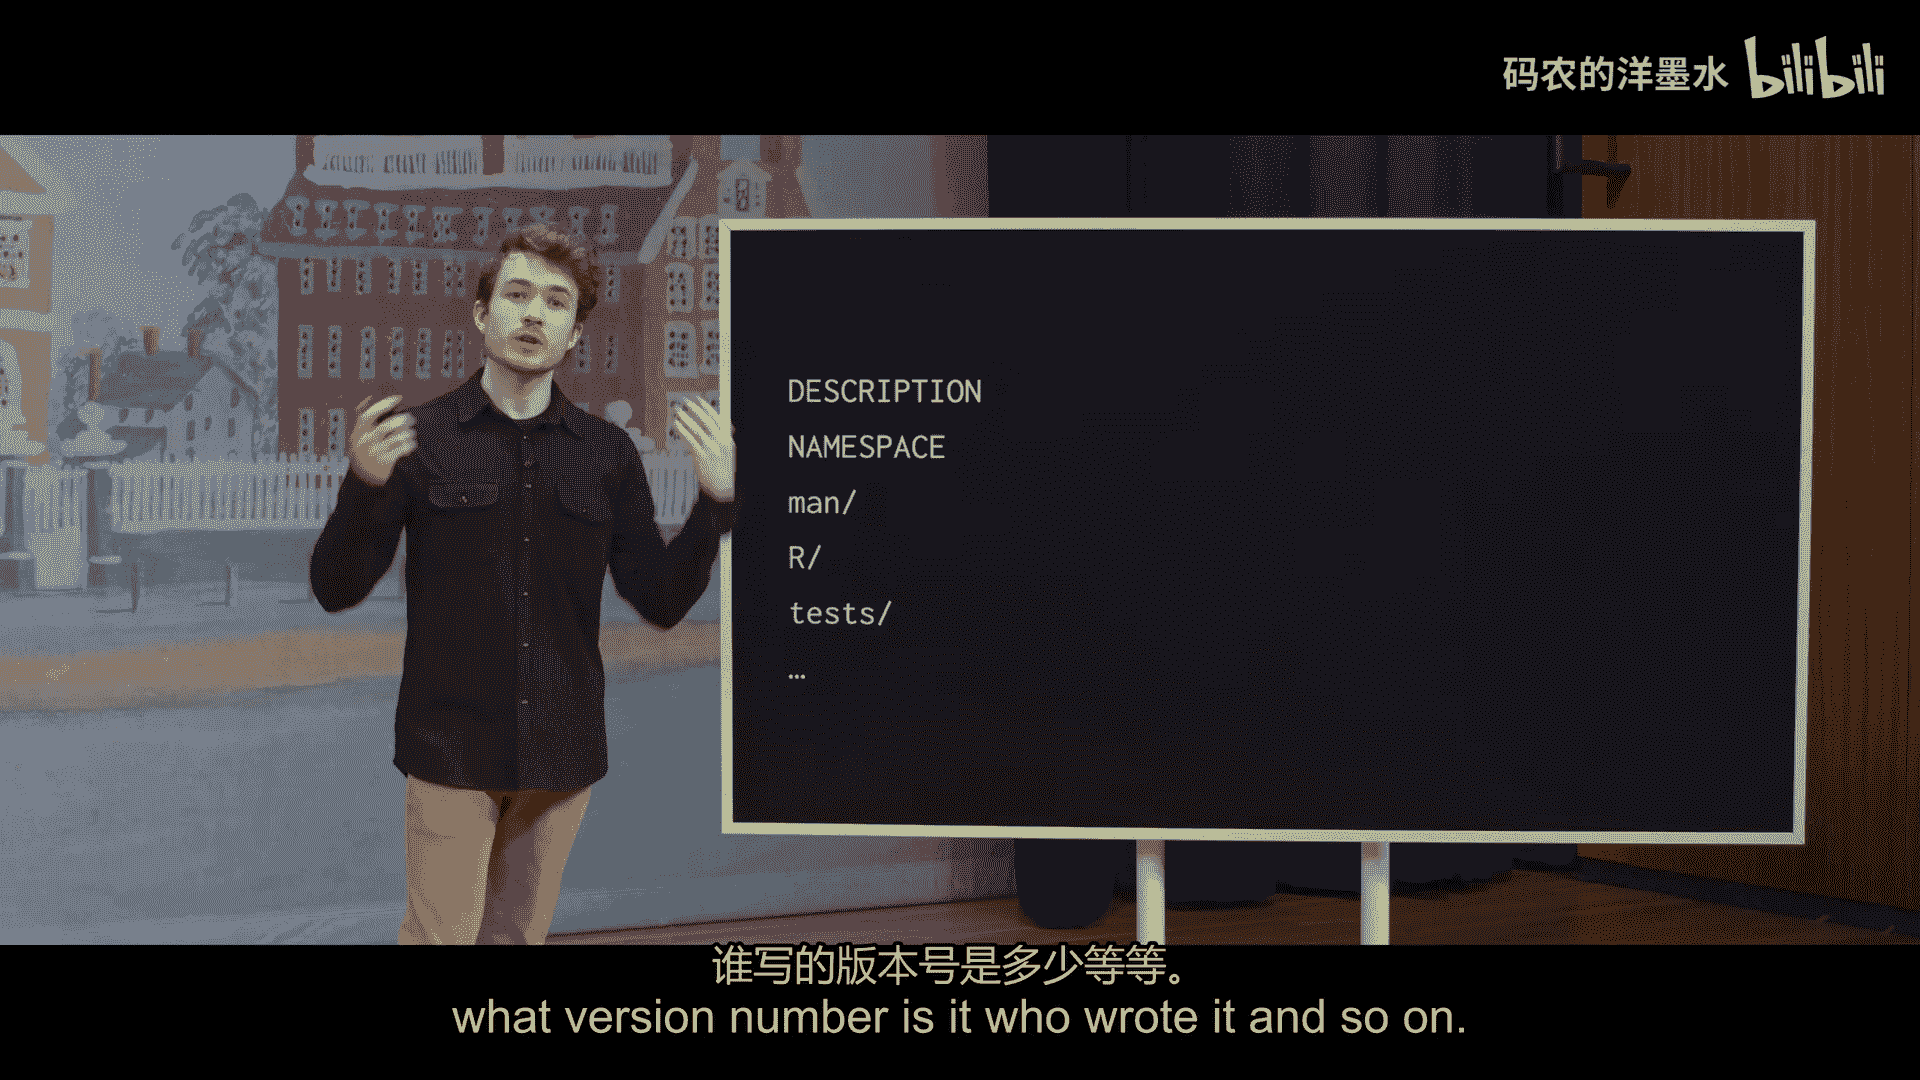 码农的洋墨水 bilibili
DESCRIPTION
NAMESPACE
man/
R/
tests/
…
谁写的版本号是多少等等。
what version number is it who wrote it and so on.